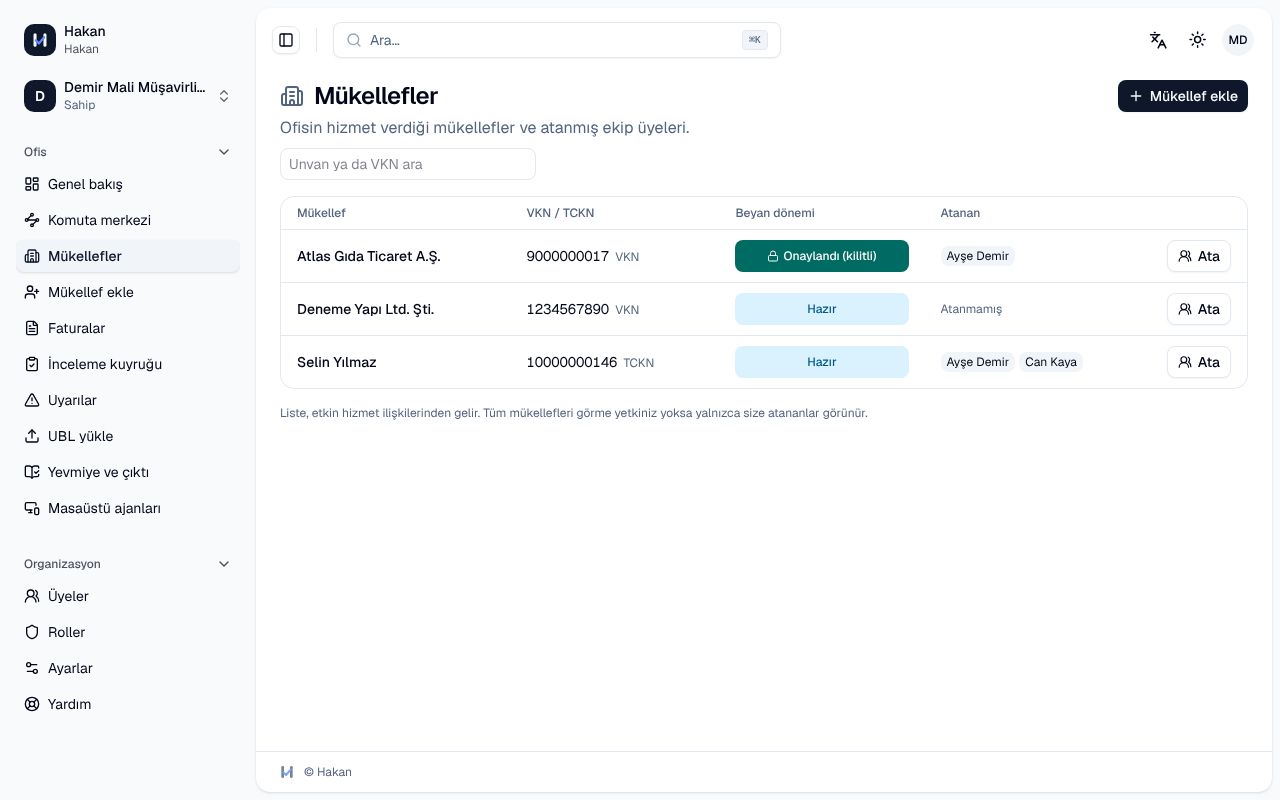 Hakan
Hakan
Demir Mali Müşavirli...
D
Sahip
Ofis
Genel bakış
Komuta merkezi
Mükellefler
Mükellef ekle
Faturalar
İnceleme kuyruğu
Uyarılar
UBL yükle
Yevmiye ve çıktı
Masaüstü ajanları
Organizasyon
Üyeler
Roller
Ayarlar
Yardım
Ara... ⌘K
MD
Mükellefler
Mükellef ekle
Ofisin hizmet verdiği mükellefler ve atanmış ekip üyeleri.
Unvan ya da VKN ara
Mükellef VKN / TCKN Beyan dönemi Atanan
Atlas Gıda Ticaret A.Ş. 9000000017 VKN Onaylandı (kilitli) Ayşe Demir Ata
Deneme Yapı Ltd. Şti. 1234567890 VKN Hazır Atanmamış Ata
Selin Yılmaz 10000000146 TCKN Hazır Ayşe Demir Can Kaya Ata
Liste, etkin hizmet ilişkilerinden gelir. Tüm mükellefleri görme yetkiniz yoksa yalnızca size atananlar görünür.
© Hakan